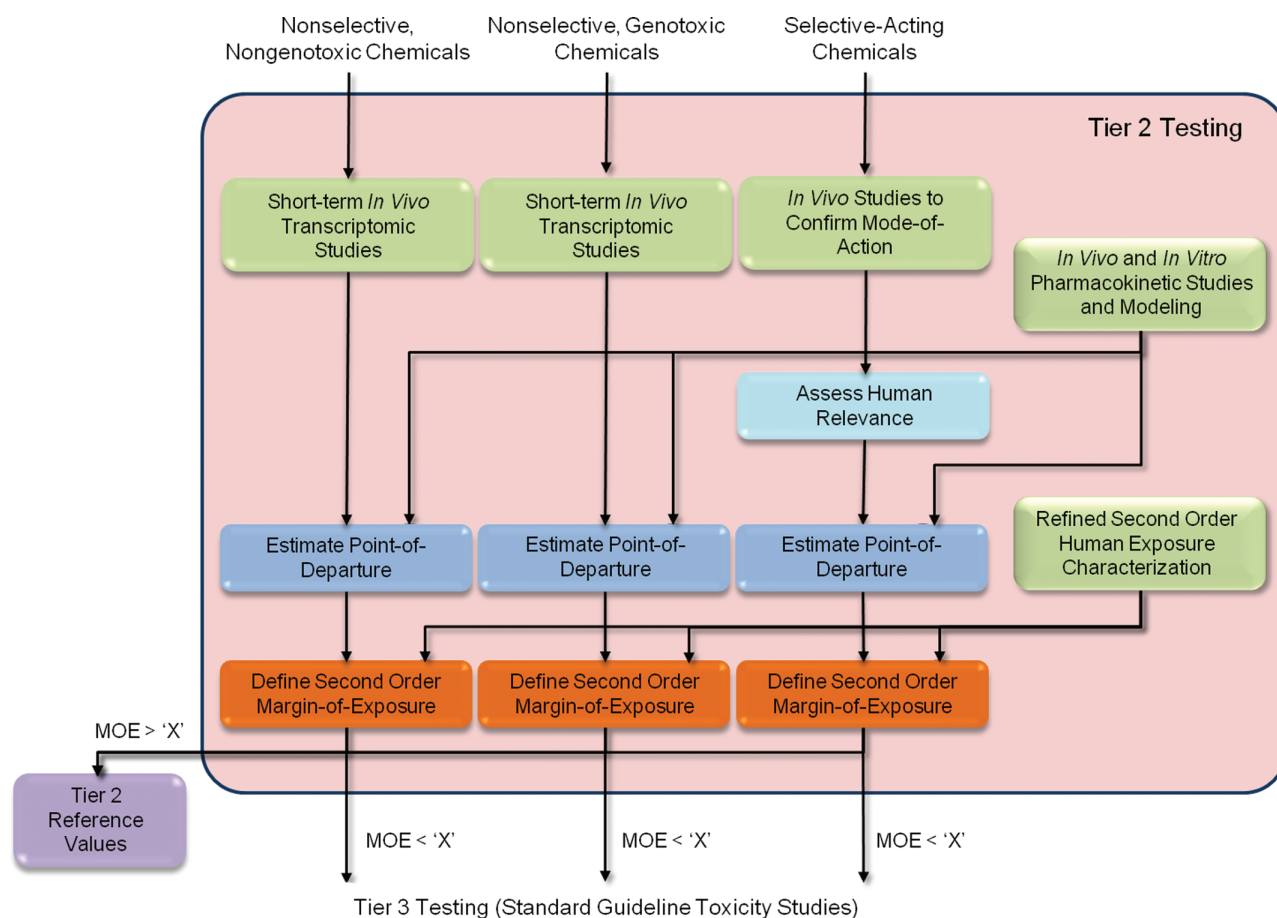 Nonselective,
Nongenotoxic Chemicals
Nonselective, Genotoxic
Chemicals
Selective-Acting
Chemicals
Tier 2 Testing
Short-term In Vivo
Transcriptomic
Studies
Short-term In Vivo
Transcriptomic
Studies
In Vivo Studies to
Confirm Mode-of-
Action
In Vivo and In Vitro
Pharmacokinetic Studies
and Modeling
Assess Human
Relevance
Estimate Point-of-
Departure
Estimate Point-of-
Departure
Estimate Point-of-
Departure
Refined Second Order
Human Exposure
Characterization
Define Second Order
Margin-of-Exposure
Define Second Order
Margin-of-Exposure
Define Second Order
Margin-of-Exposure
MOE > ‘X’
Tier 2
Reference
Values
MOE < ‘X’
MOE < ‘X’
MOE < ‘X’
Tier 3 Testing (Standard Guideline Toxicity Studies)